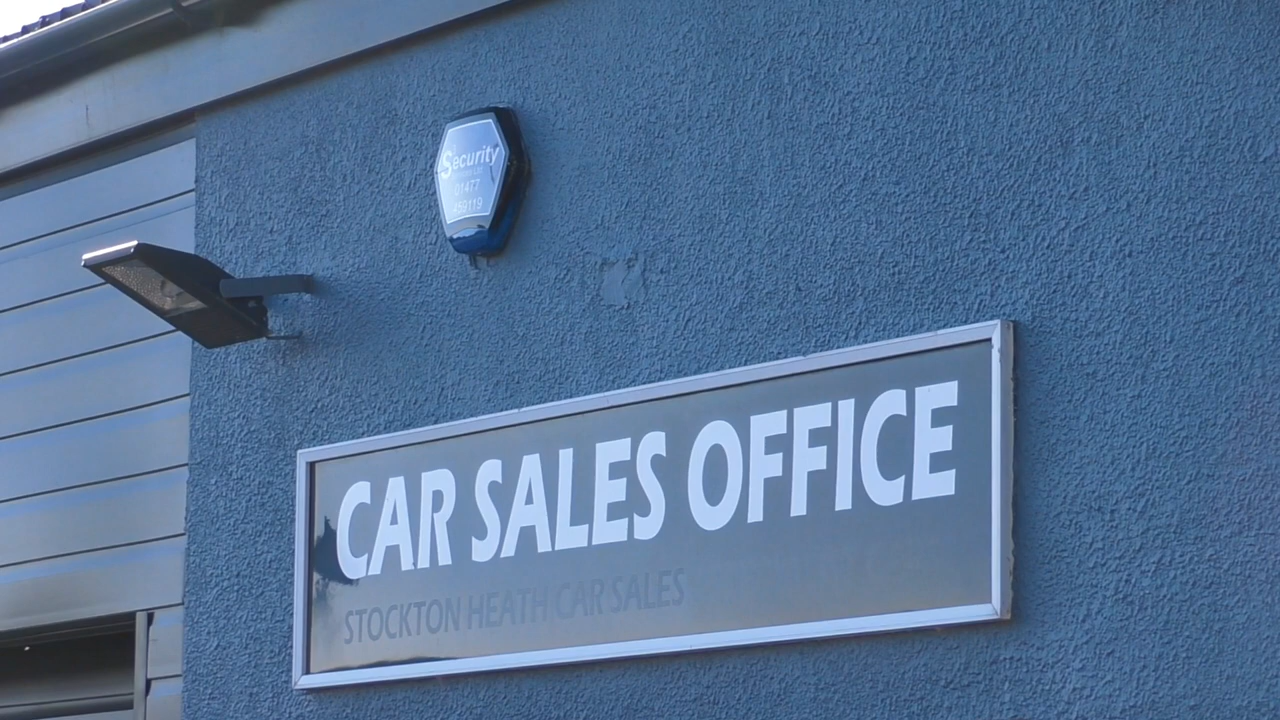 Security
01477
459119
CAR SALES OFFICE
STOCKTON HEATH CAR SALES